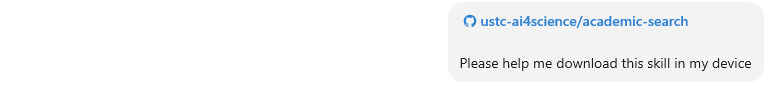 ustc-ai4science/academic-search
Please help me download this skill in my device